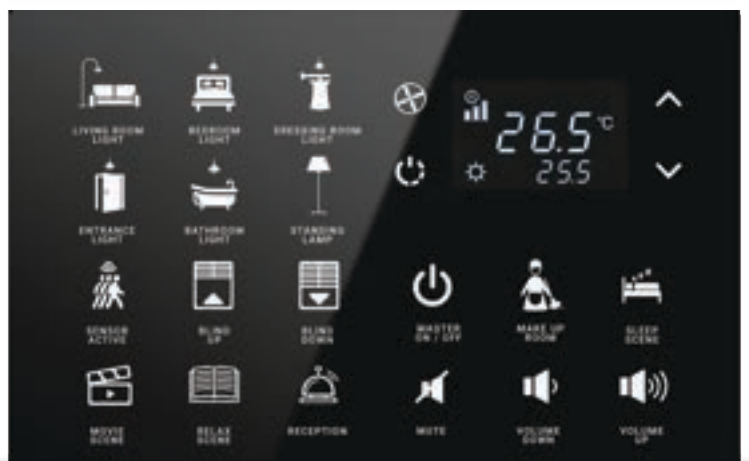 LIVING ROOM
LIGHT
BEDROOM
LIGHT
DRESSING ROOM
LIGHT
26.5 °C
25.5
ENTRANCE
LIGHT
BATHROOM
LIGHT
STANDING
LAMP
SENSOR
ACTIVE
BLIND
UP
BLIND
DOWN
MASTER
ON / OFF
MAKE UP
ROOM
SLEEP
SCENE
MOVIE
SCENE
RELAX
SCENE
RECEPTION
MUTE
VOLUME
DOWN
VOLUME
UP